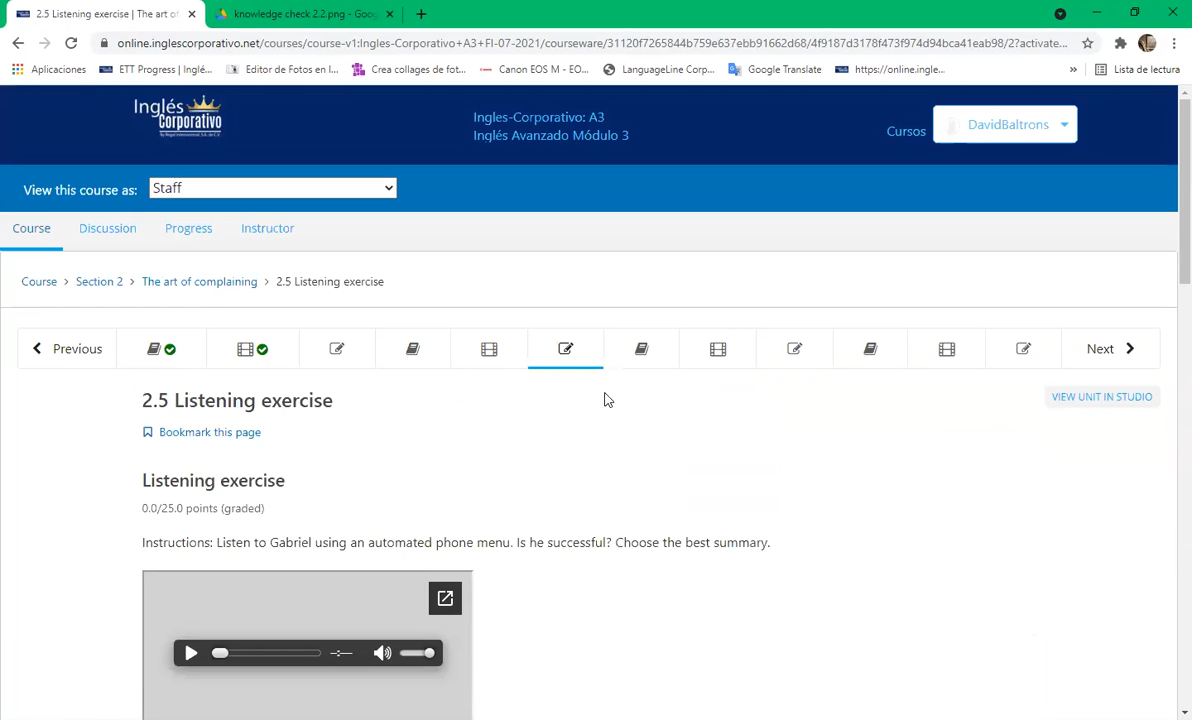 2.5 Listening exercise | The art of
knowledge check 2.2.png - Goog
online.inglescorporativo.net/courses/course-v1:Ingles-Corporativo+A3+FI-07-2021/courseware/31120f7265844b759e637ebb91662d68/4f9187d3178f473f974d94bca41eab98/2?activate...
Aplicaciones ETT Progress | Inglé... Editor de Fotos en l... Crea collages de fot... Canon EOS M - EO... LanguageLine Corp... Google Translate https://online.ingle... » Lista de lectura
Inglés
Corporativo
Ingles-Corporativo: A3
Inglés Avanzado Módulo 3
Cursos
DavidBaltrons
View this course as: Staff
Course Discussion Progress Instructor
Course > Section 2 > The art of complaining > 2.5 Listening exercise
Previous Next
2.5 Listening exercise
VIEW UNIT IN STUDIO
Bookmark this page
Listening exercise
0.0/25.0 points (graded)
Instructions: Listen to Gabriel using an automated phone menu. Is he successful? Choose the best summary.